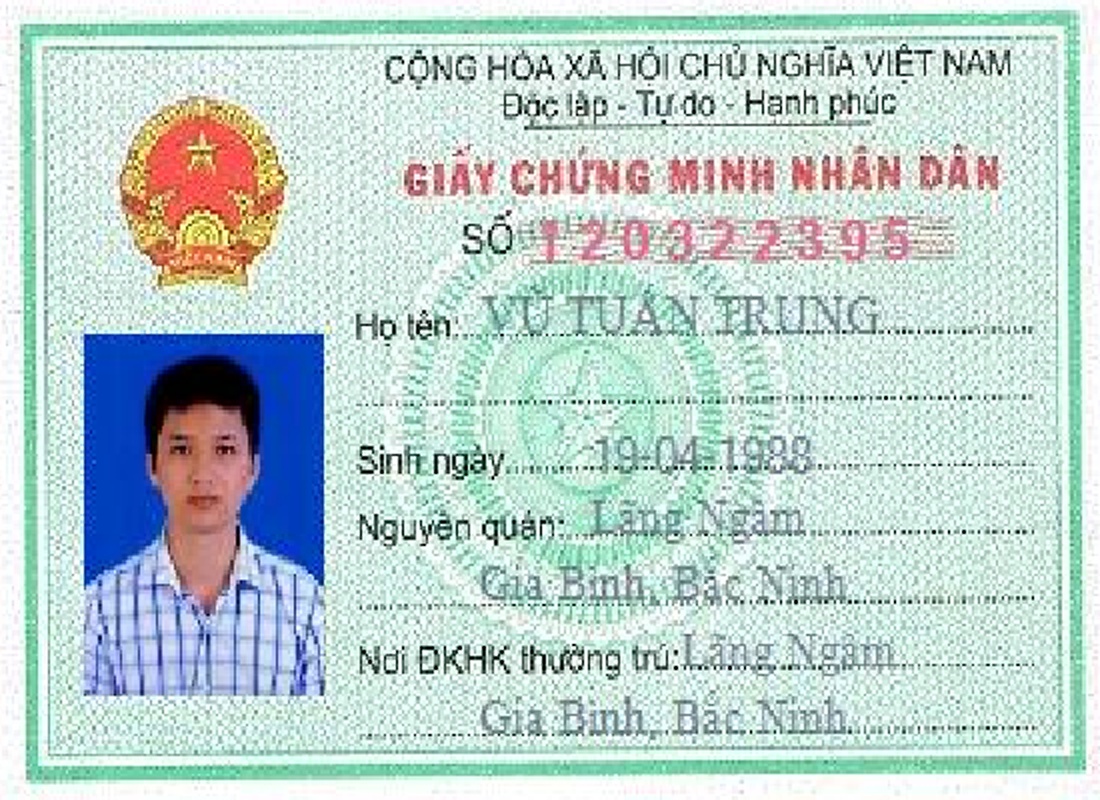 CỘNG HÒA XÃ HỘI CHỦ NGHĨA VIỆT NAM
Độc lập - Tự do - Hạnh phúc
GIẤY CHỨNG MINH NHÂN DÂN
SỐ 120322395
Họ tên: VŨ TUẤN TRUNG
Sinh ngày 19-04-1988
Nguyên quán: Lãng Ngâm
Gia Bình, Bắc Ninh
Nơi ĐKHK thường trú: Lãng Ngâm
Gia Bình, Bắc Ninh